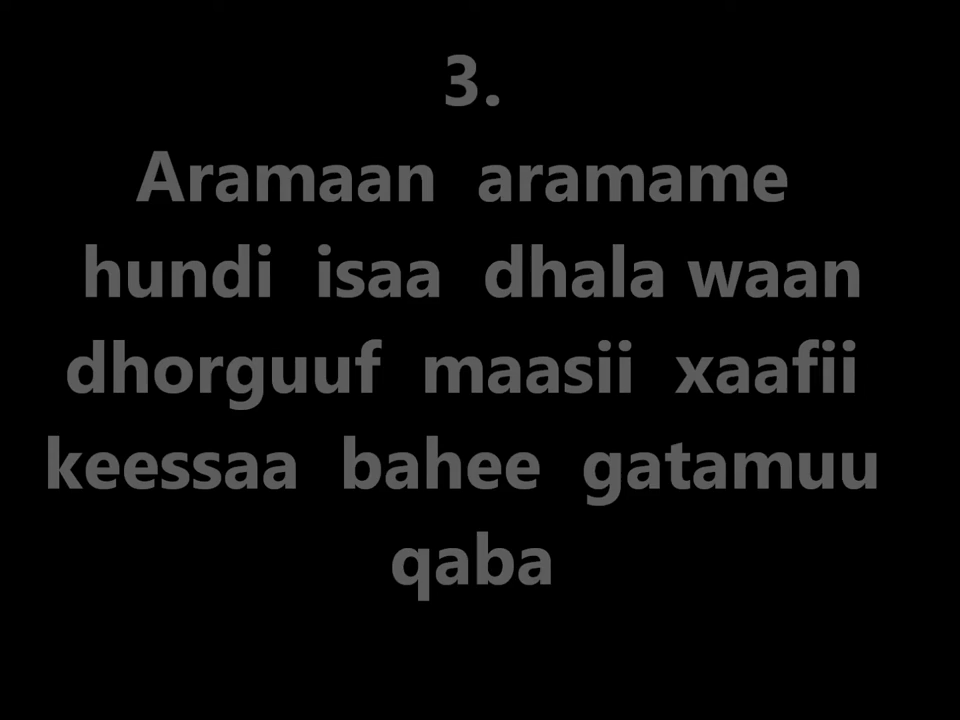 3.
Aramaan aramame
hundi isaa dhala waan
dhorguuf maasii xaafii
keessaa bahee gatamuu
qaba